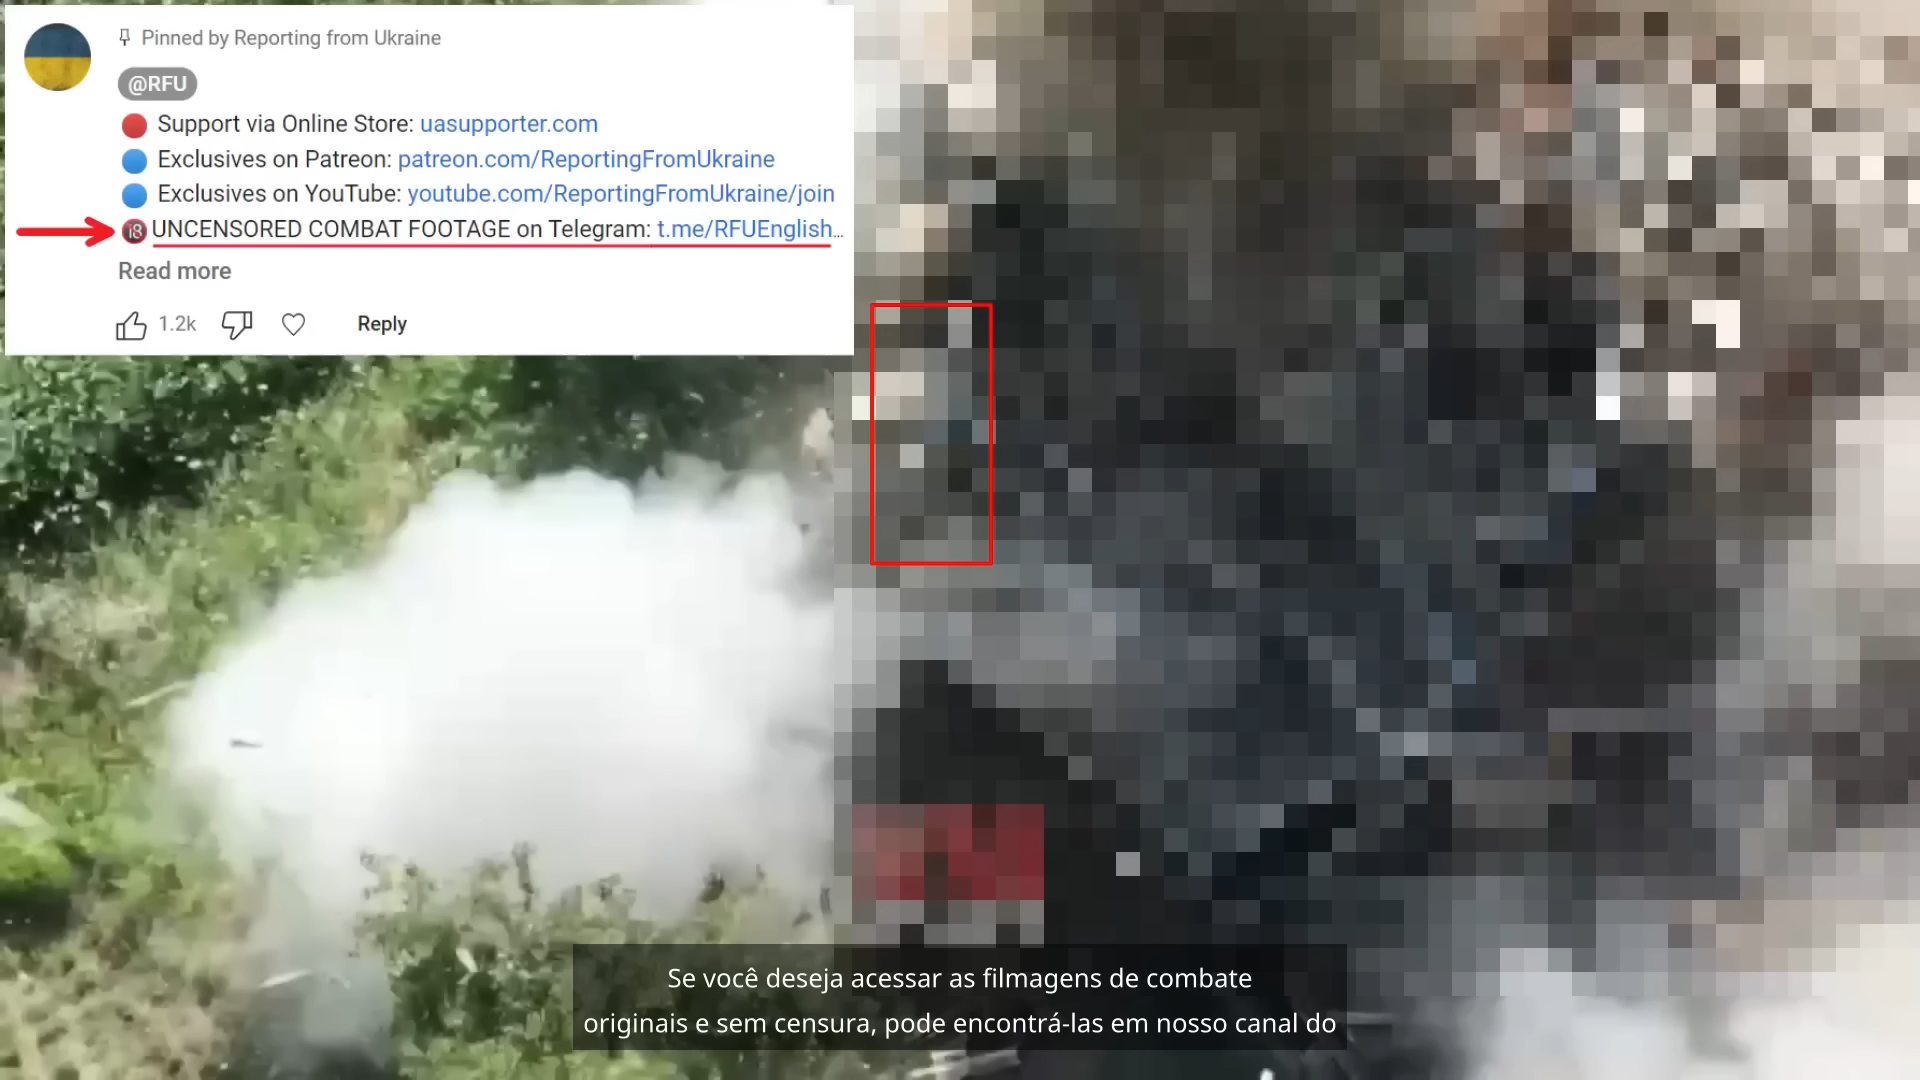 Pinned by Reporting from Ukraine
@RFU
Support via Online Store: uasupporter.com
Exclusives on Patreon: patreon.com/ReportingFromUkraine
Exclusives on YouTube: youtube.com/ReportingFromUkraine/join
🔞 UNCENSORED COMBAT FOOTAGE on Telegram: t.me/RFUEnglish...
Read more
1.2k
Reply
Se você deseja acessar as filmagens de combate
originais e sem censura, pode encontrá-las em nosso canal do